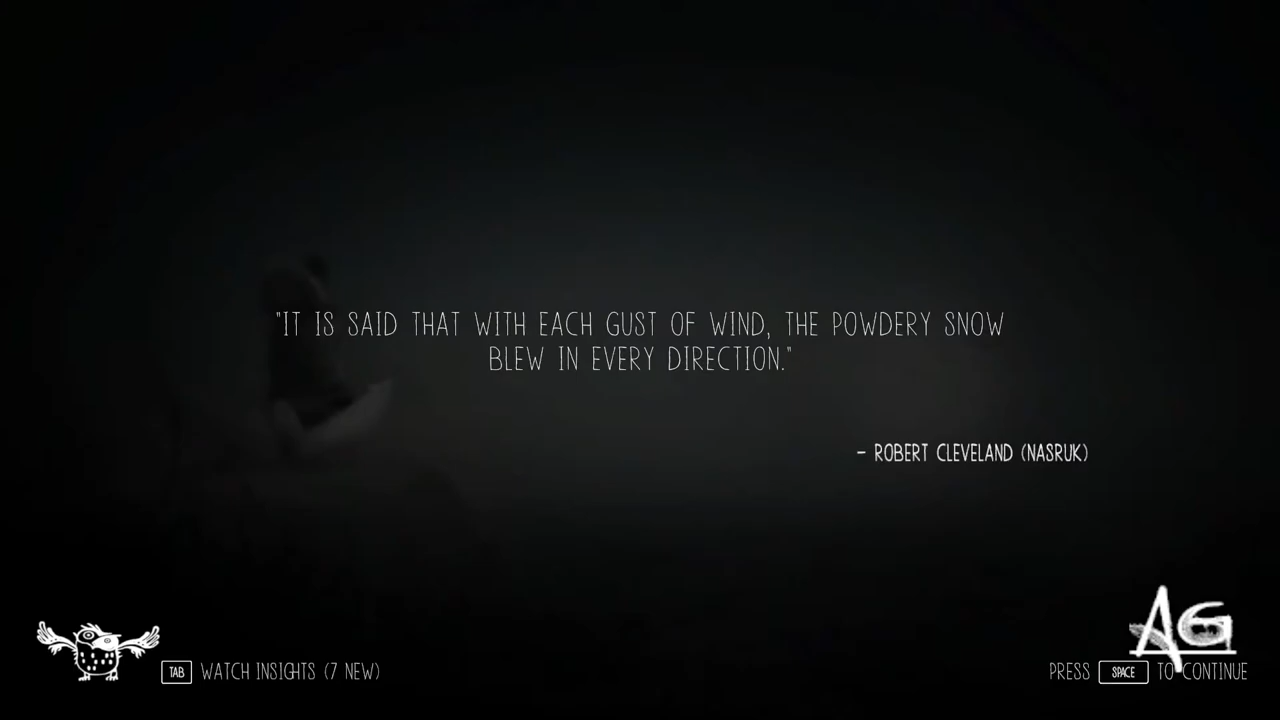 "IT IS SAID THAT WITH EACH GUST OF WIND, THE POWDERY SNOW
BLEW IN EVERY DIRECTION."
- ROBERT CLEVELAND (NASRUK)
AG
TAB WATCH INSIGHTS (7 NEW)
PRESS SPACE TO CONTINUE